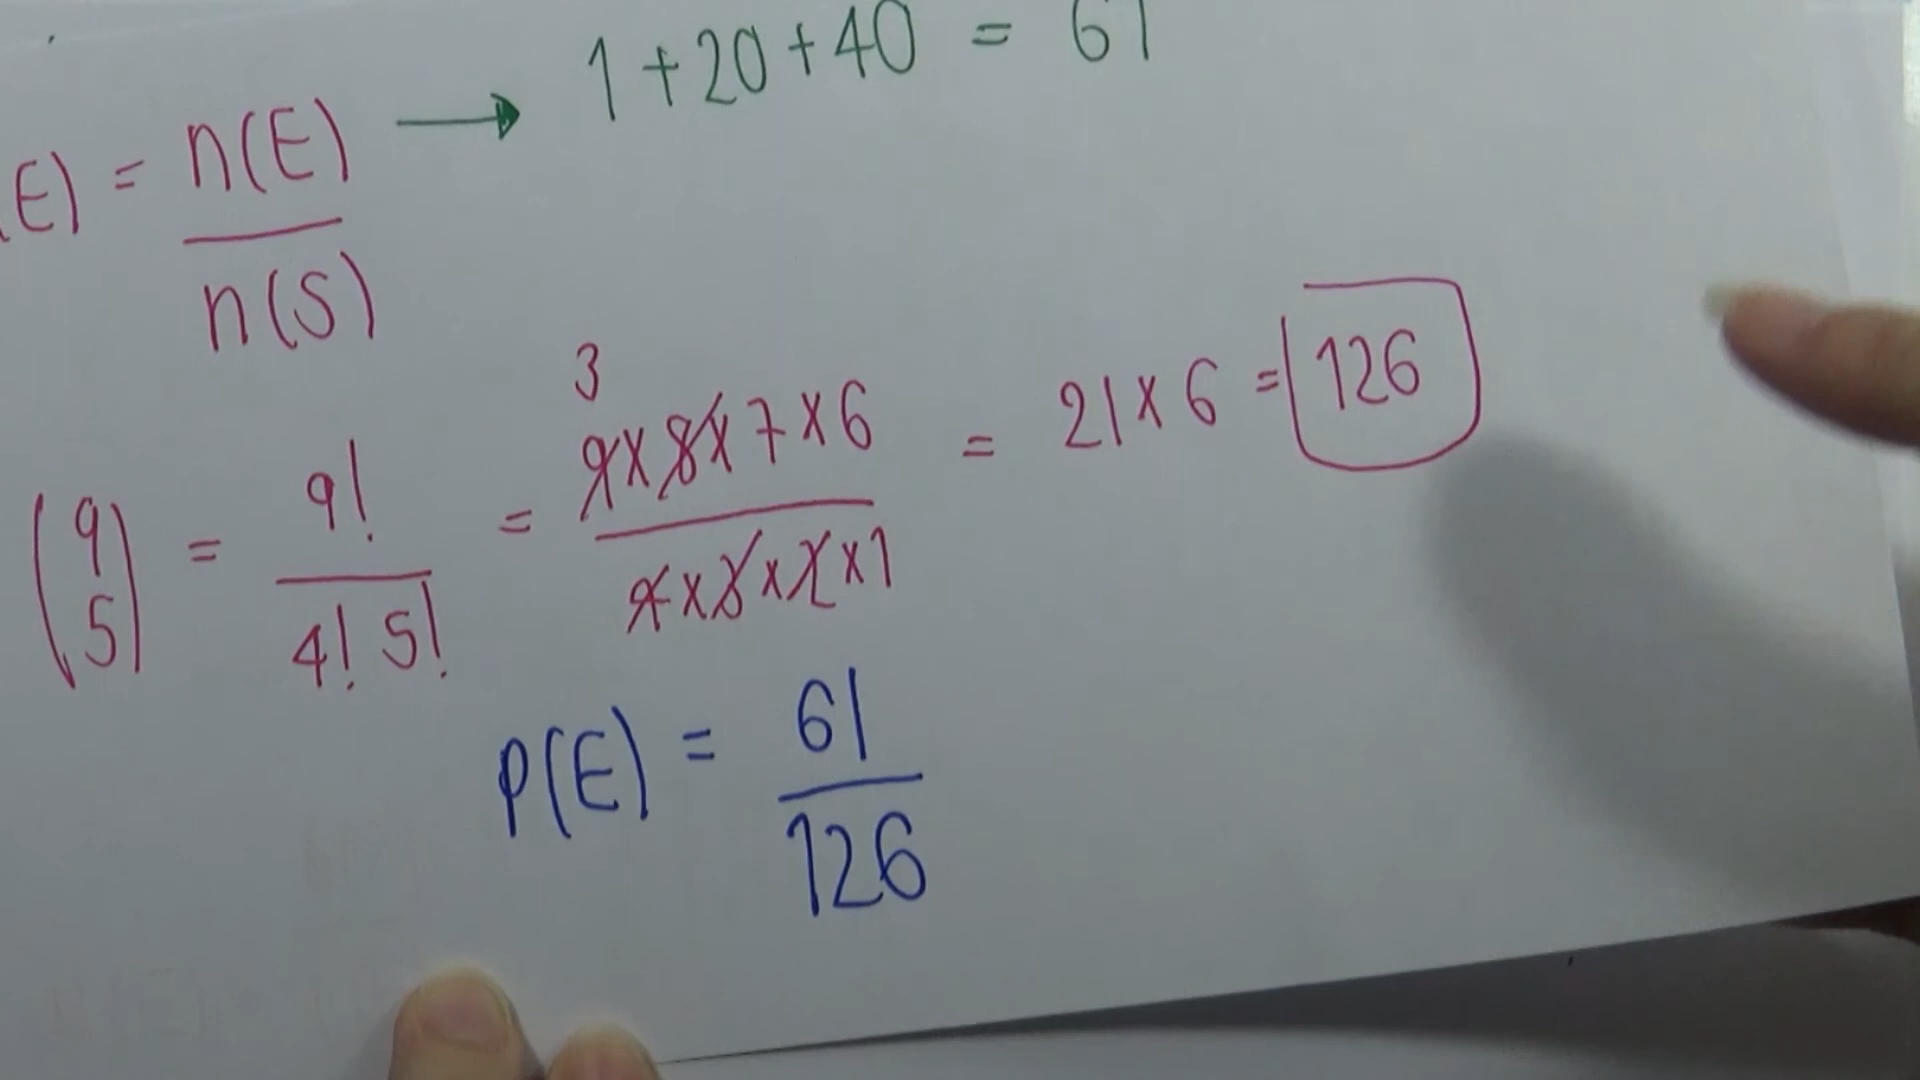 1 + 20 + 40 = 61
(E) = n(E) / n(S) →
3
(9 5) = 9! / 4! 5! = 9 x 8 x 7 x 6 / 4 x 3 x 2 x 1 = 21 x 6 = 126
P(E) = 61 / 126